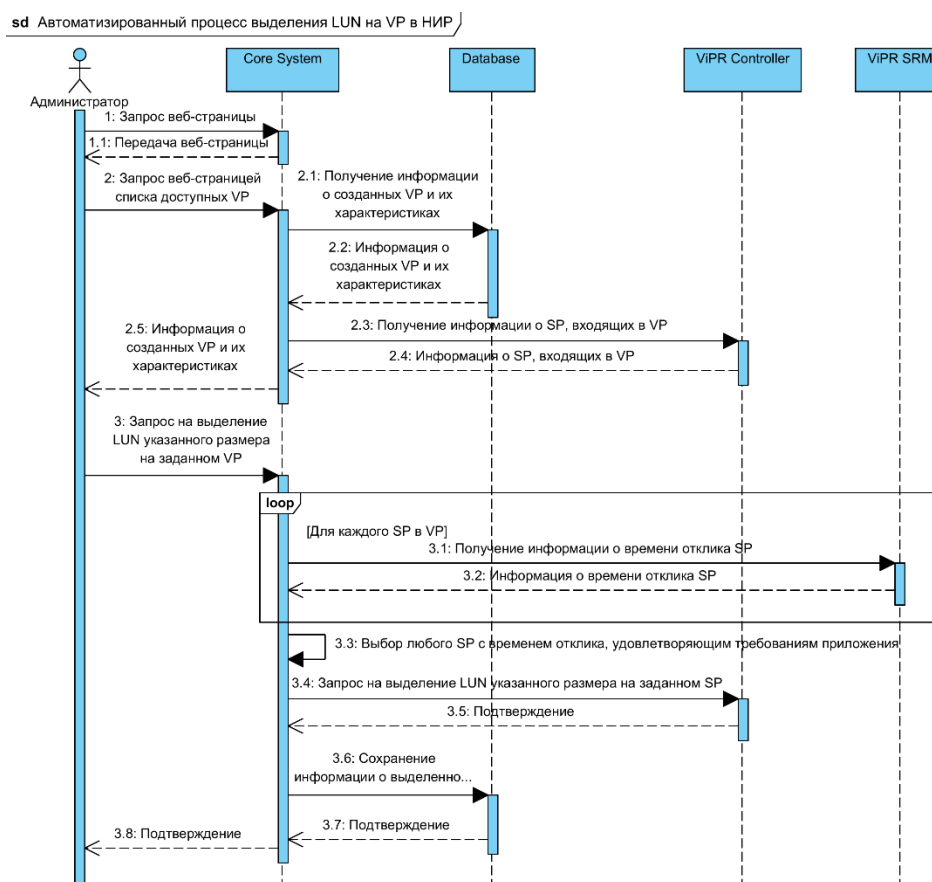 sd Автоматизированный процесс выделения LUN на VP в НИР
Core System
Database
ViPR Controller
ViPR SRM
Администратор
1: Запрос веб-страницы
1.1: Передача веб-страницы
2: Запрос веб-страницей
списка доступных VP
2.1: Получение информации
о созданных VP и их
характеристиках
2.2: Информация о
созданных VP и их
характеристиках
2.3: Получение информации о SP, входящих в VP
2.4: Информация о SP, входящих в VP
2.5: Информация о
созданных VP и их
характеристиках
3: Запрос на выделение
LUN указанного размера
на заданном VP
loop
[Для каждого SP в VP]
3.1: Получение информации о времени отклика SP
3.2: Информация о времени отклика SP
3.3: Выбор любого SP с временем отклика, удовлетворяющим требованиям приложения
3.4: Запрос на выделение LUN указанного размера на заданном SP
3.5: Подтверждение
3.6: Сохранение
информации о выделенно...
3.7: Подтверждение
3.8: Подтверждение